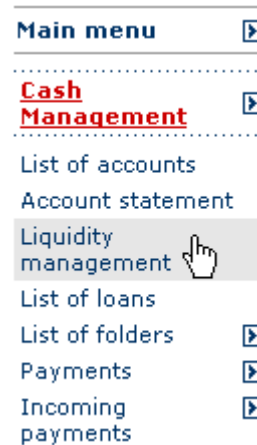 Main menu
Cash
Management
List of accounts
Account statement
Liquidity
management
List of loans
List of folders
Payments
Incoming
payments